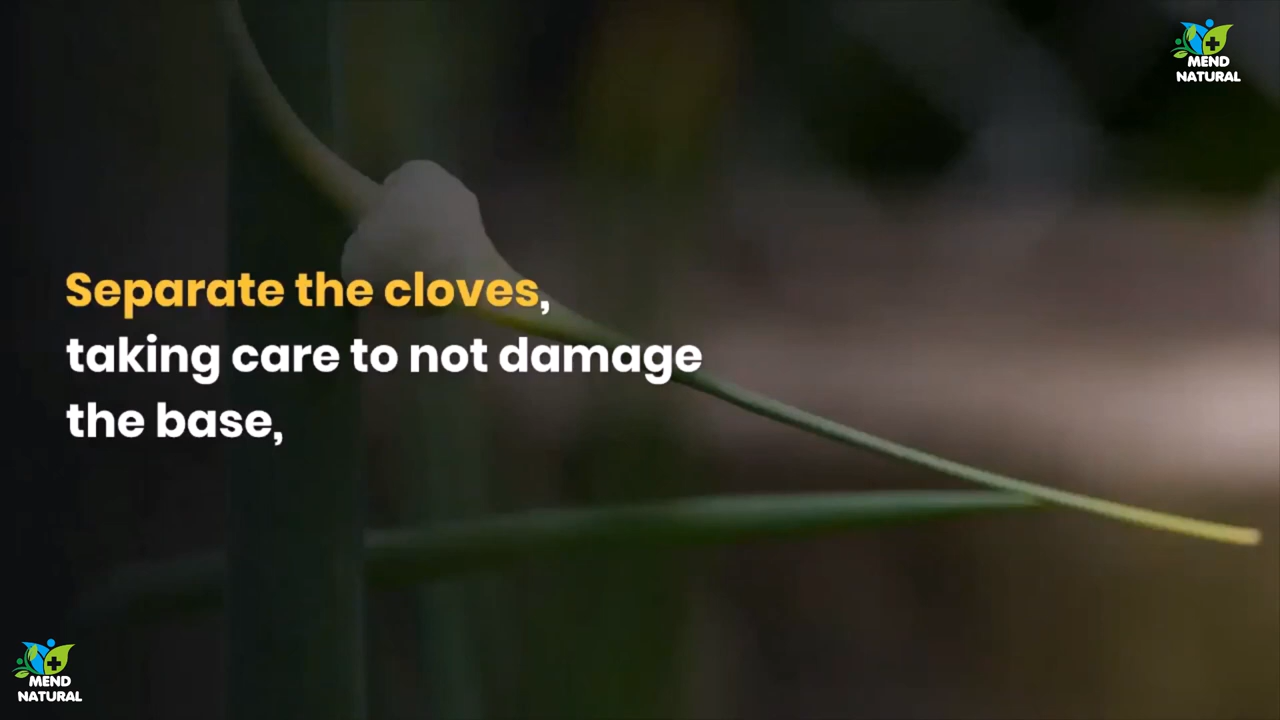 MEND
NATURAL
Separate the cloves,
taking care to not damage
the base,
MEND
NATURAL